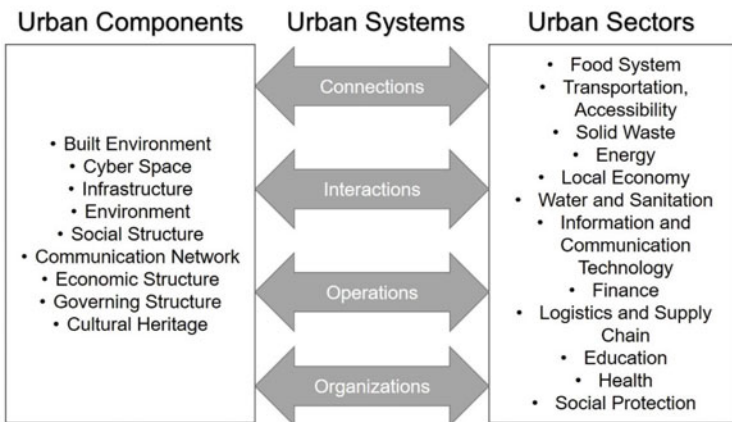 Urban Components
Urban Systems
Urban Sectors
• Built Environment
• Cyber Space
• Infrastructure
• Environment
• Social Structure
• Communication Network
• Economic Structure
• Governing Structure
• Cultural Heritage
Connections
Interactions
Operations
Organizations
• Food System
• Transportation,
Accessibility
• Solid Waste
• Energy
• Local Economy
• Water and Sanitation
• Information and
Communication
Technology
• Finance
• Logistics and Supply
Chain
• Education
• Health
• Social Protection